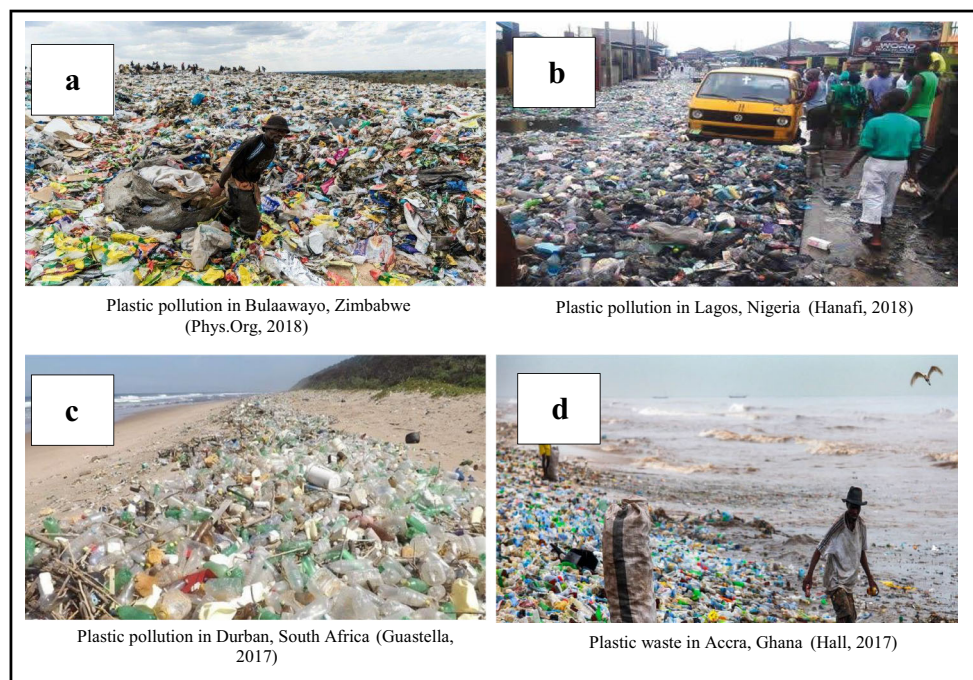 a
b
WORD
Plastic pollution in Bulaawayo, Zimbabwe
(Phys.Org, 2018)
Plastic pollution in Lagos, Nigeria (Hanafi, 2018)
c
d
Plastic pollution in Durban, South Africa (Guastella,
2017)
Plastic waste in Accra, Ghana (Hall, 2017)